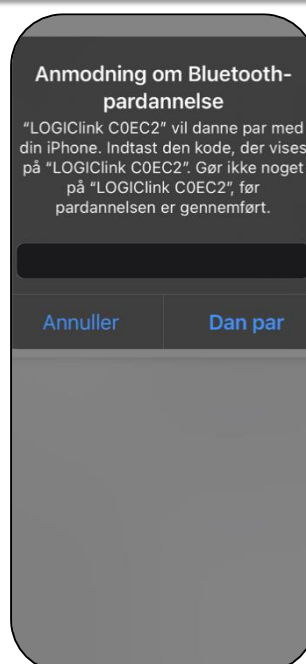 Anmodning om Bluetooth-
pardannelse
“LOGIClink C0EC2” vil danne par med
din iPhone. Indtast den kode, der vises
på “LOGIClink C0EC2”. Gør ikke noget
på “LOGIClink C0EC2”, før
pardannelsen er gennemført.
Annuller Dan par